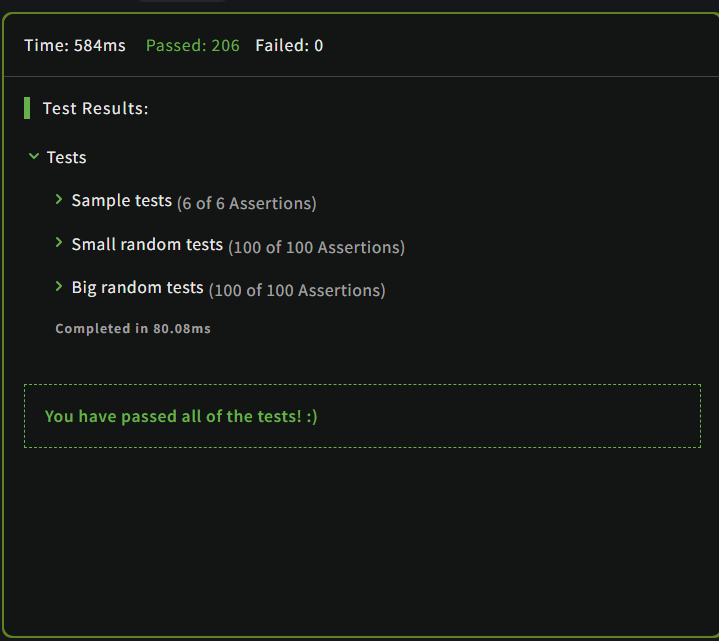 Time: 584ms Passed: 206 Failed: 0
Test Results:
Tests
Sample tests (6 of 6 Assertions)
Small random tests (100 of 100 Assertions)
Big random tests (100 of 100 Assertions)
Completed in 80.08ms
You have passed all of the tests! :)